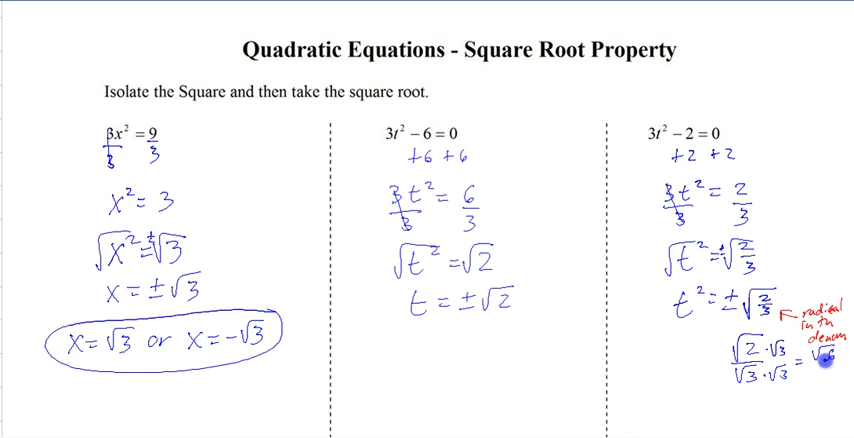 Quadratic Equations - Square Root Property
Isolate the Square and then take the square root.
3x² = 9
3 3
x² = 3
√x² = ±√3
x = ±√3
x = √3 or x = -√3
3t² − 6 = 0
+6 +6
3t² = 6
3 3
√t² = √2
t = ±√2
3t² − 2 = 0
+2 +2
3t² = 2
3 3
√t² = ±√2/3
t² = ±√2/3
radical
in th
denom
√2 · √3 = √6
√3 · √3